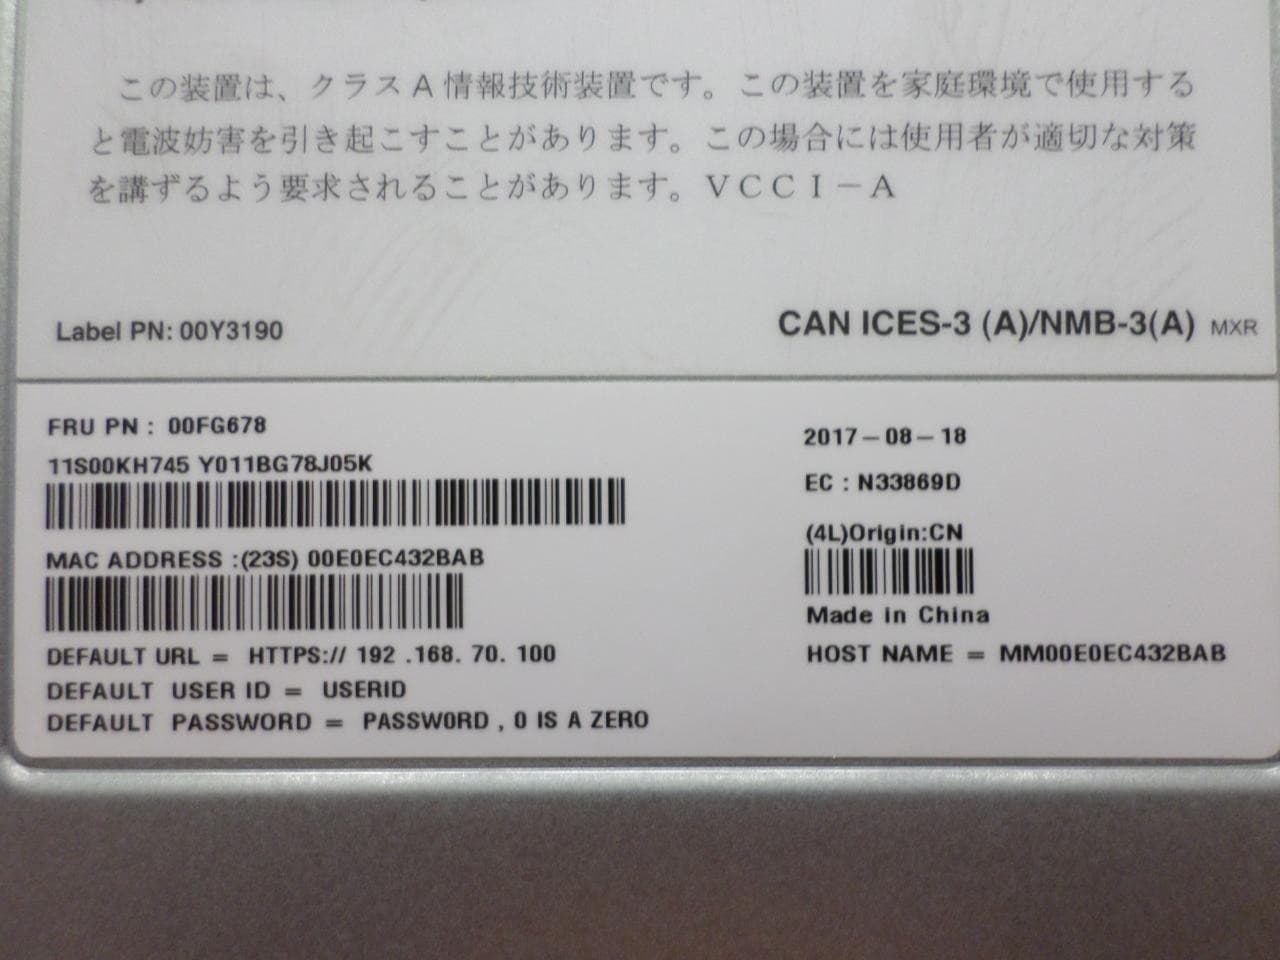 この装置は、クラスA情報技術装置です。この装置を家庭環境で使用する
と電波妨害を引き起こすことがあります。この場合には使用者が適切な対策
を講ずるよう要求されることがあります。ＶＣＣＩ－Ａ
Label PN: 00Y3190
CAN ICES-3 (A)/NMB-3(A) MXR
FRU PN : 00FG678
11S00KH745 Y011BG78J05K
MAC ADDRESS :(23S) 00E0EC432BAB
DEFAULT URL = HTTPS:// 192 .168. 70. 100
DEFAULT USER ID = USERID
DEFAULT PASSWORD = PASSW0RD , 0 IS A ZERO
2017-08-18
EC : N33869D
(4L)Origin:CN
Made in China
HOST NAME = MM00E0EC432BAB